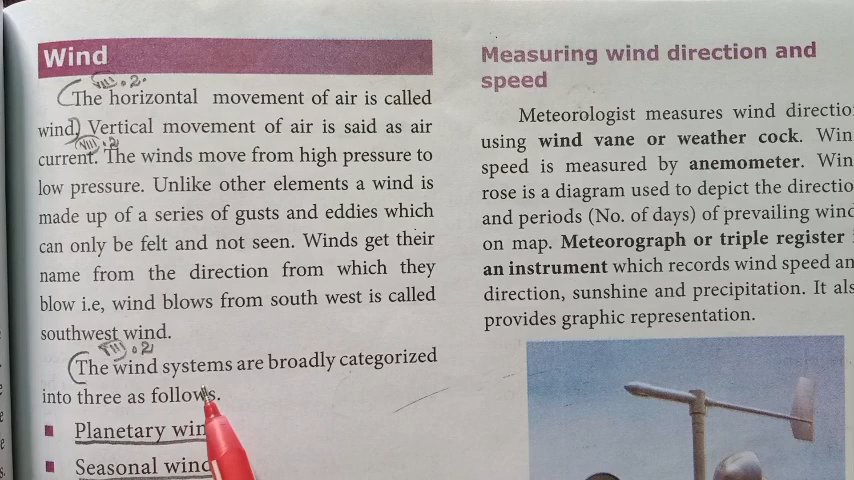 Wind
VIII.2.
The horizontal movement of air is called
wind) Vertical movement of air is said as air
VIII.2
current. The winds move from high pressure to
low pressure. Unlike other elements a wind is
made up of a series of gusts and eddies which
can only be felt and not seen. Winds get their
name from the direction from which they
blow i.e, wind blows from south west is called
southwest wind.
VIII.2
(The wind systems are broadly categorized
into three as follows.
Planetary win
Seasonal wind
Measuring wind direction and
speed
Meteorologist measures wind directio
using wind vane or weather cock. Win
speed is measured by anemometer. Win
rose is a diagram used to depict the directio
and periods (No. of days) of prevailing wind
on map. Meteorograph or triple register
an instrument which records wind speed an
direction, sunshine and precipitation. It als
provides graphic representation.